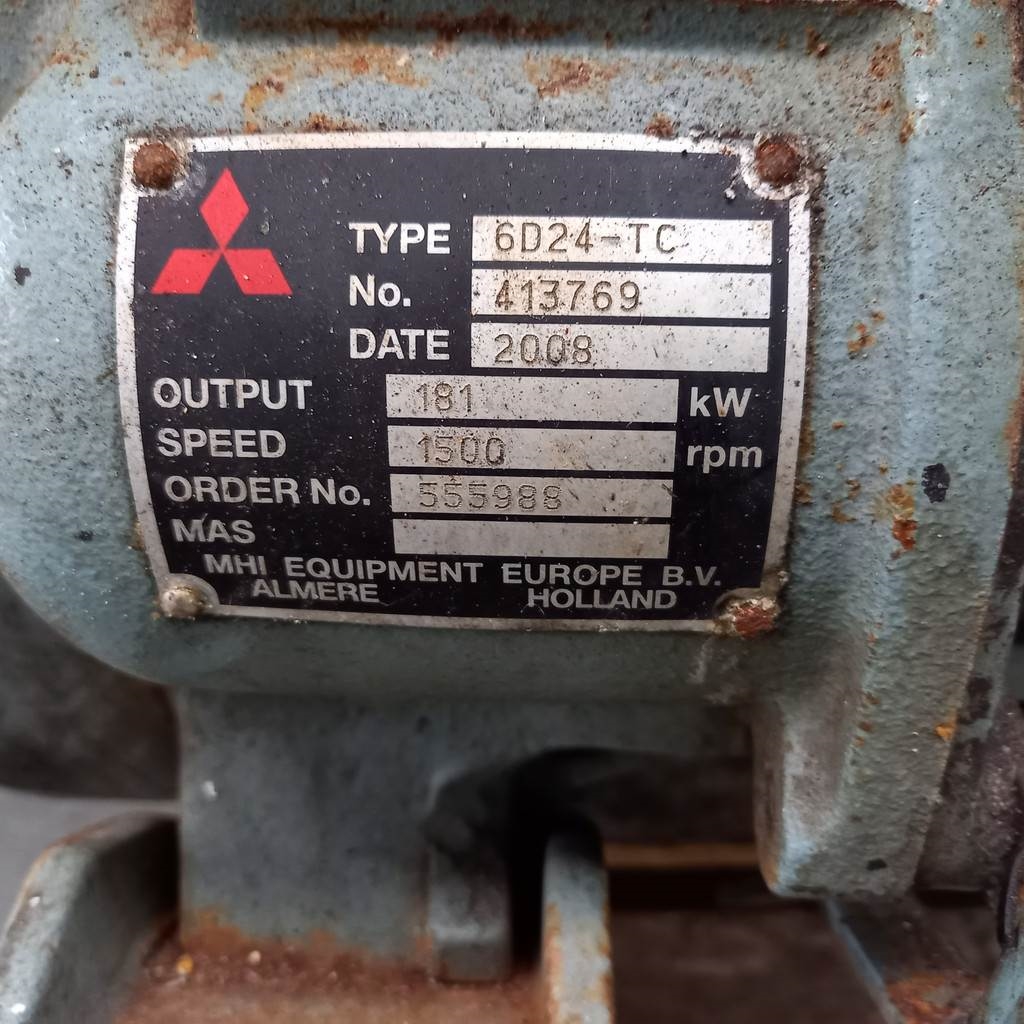 TYPE 6D24-TC
No. 413769
DATE 2008
OUTPUT 181 kW
SPEED 1500 rpm
ORDER No. 555988
MAS
MHI EQUIPMENT EUROPE B.V.
ALMERE HOLLAND